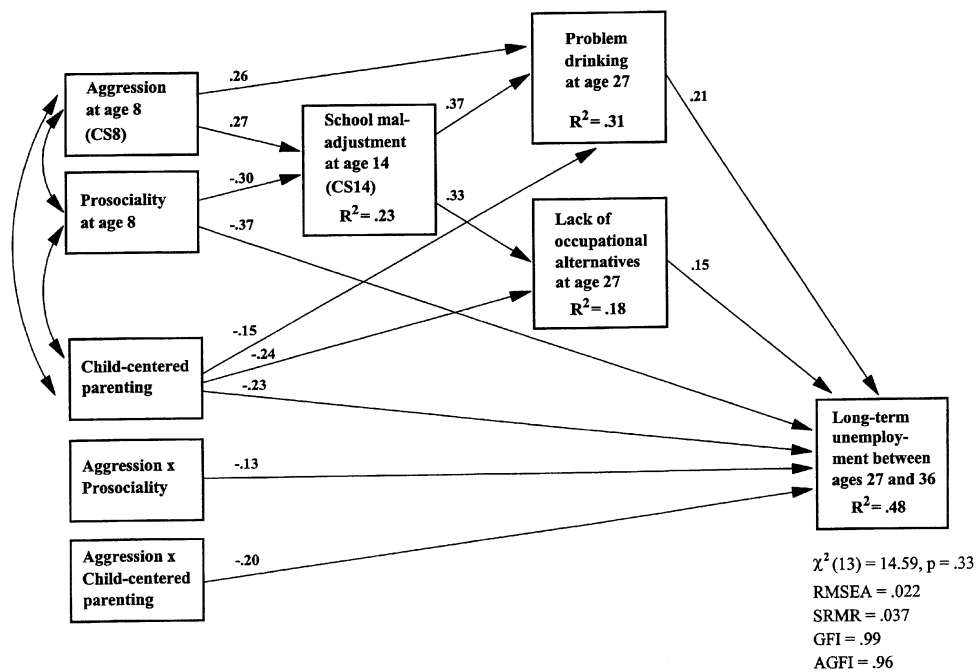 Aggression
at age 8
(CS8)
Prosociality
at age 8
Child-centered
parenting
Aggression x
Prosociality
Aggression x
Child-centered
parenting
.26
.27
-.30
-.37
-.15
-.24
-.23
-.13
-.20
School mal-
adjustment
at age 14
(CS14)
R² = .23
.37
.33
Problem
drinking
at age 27
R² = .31
Lack of
occupational
alternatives
at age 27
R² = .18
.21
.15
Long-term
unemploy-
ment between
ages 27 and 36
R² = .48
χ² (13) = 14.59, p = .33
RMSEA = .022
SRMR = .037
GFI = .99
AGFI = .96